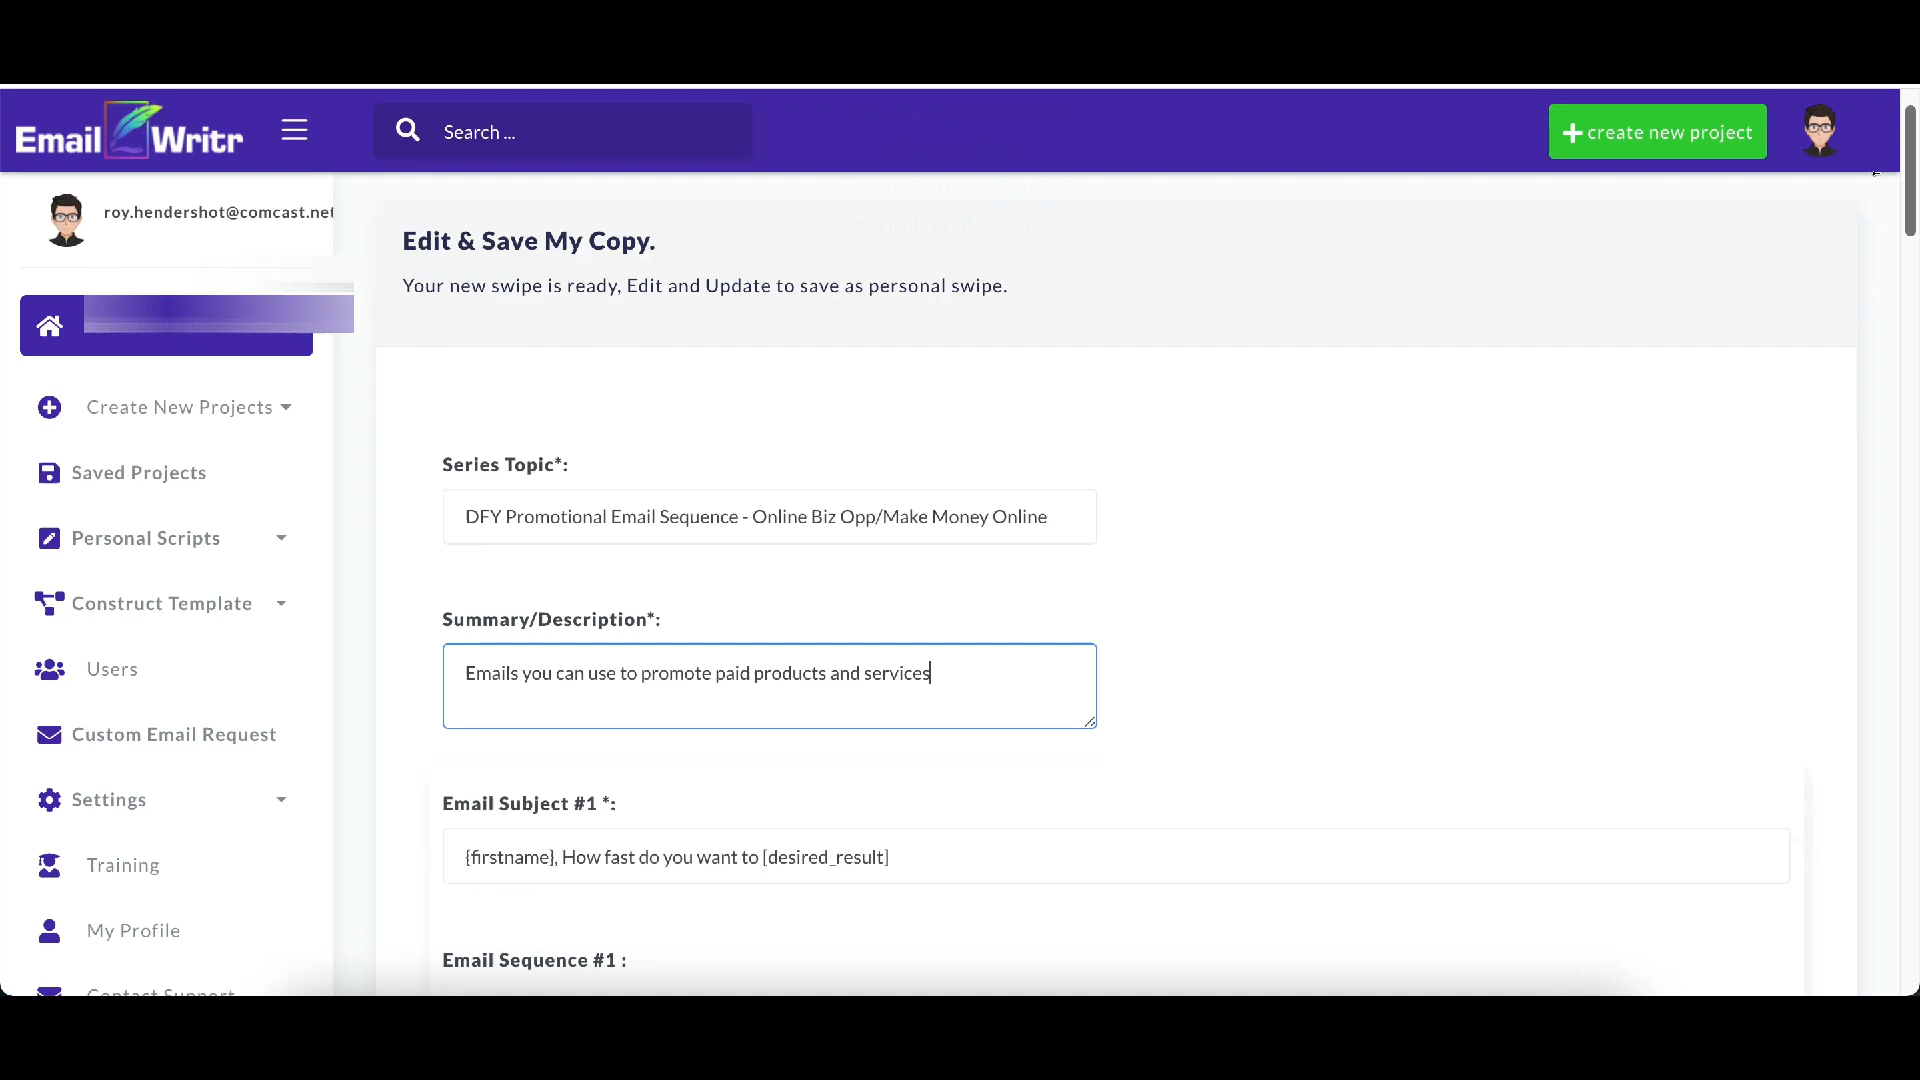 Email Writr
Search ...
create new project
roy.hendershot@comcast.net
Edit & Save My Copy.
Your new swipe is ready, Edit and Update to save as personal swipe.
Create New Projects
Saved Projects
Personal Scripts
Construct Template
Users
Custom Email Request
Settings
Training
My Profile
Contact Support
Series Topic*:
DFY Promotional Email Sequence - Online Biz Opp/Make Money Online
Summary/Description*:
Emails you can use to promote paid products and services
Email Subject #1 *:
{firstname}, How fast do you want to [desired_result]
Email Sequence #1 :